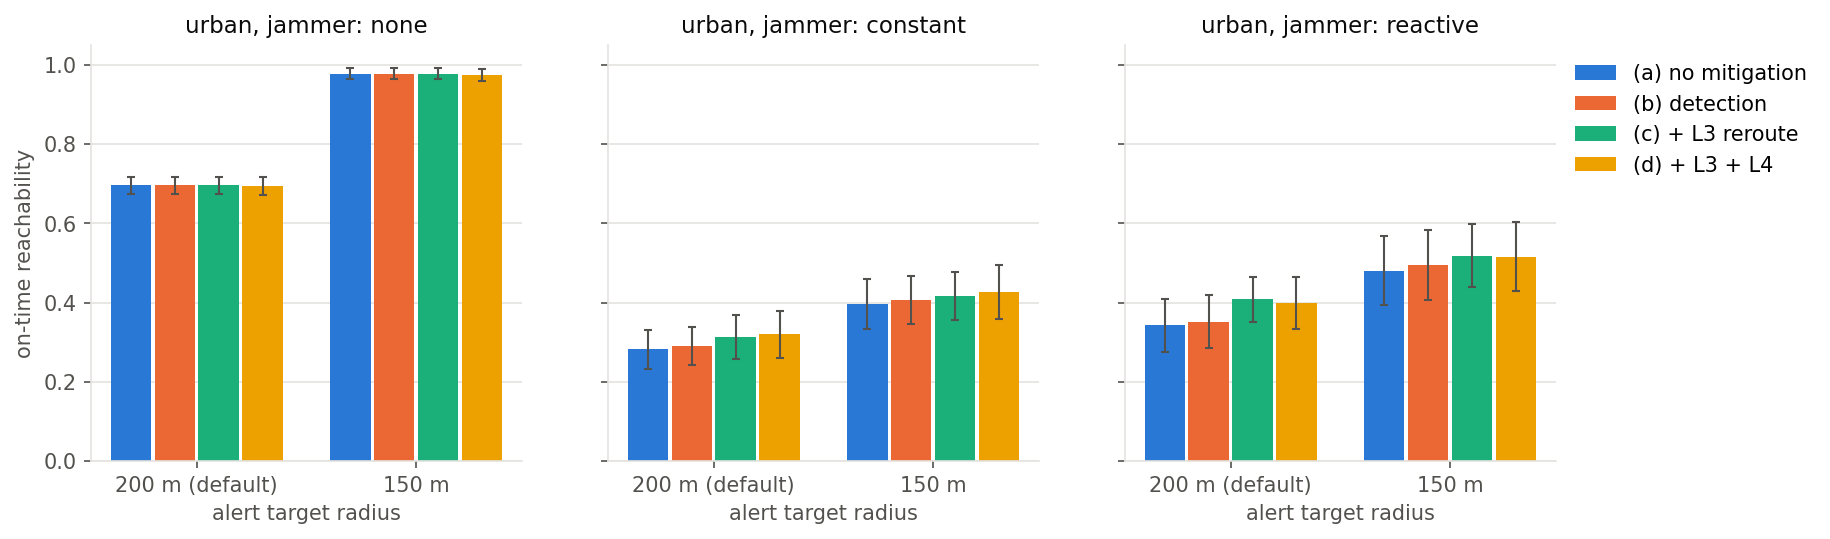 urban, jammer: none
urban, jammer: constant
urban, jammer: reactive
on-time reachability
1.0
0.8
0.6
0.4
0.2
0.0
200 m (default)
150 m
alert target radius
200 m (default)
150 m
alert target radius
200 m (default)
150 m
alert target radius
(a) no mitigation
(b) detection
(c) + L3 reroute
(d) + L3 + L4